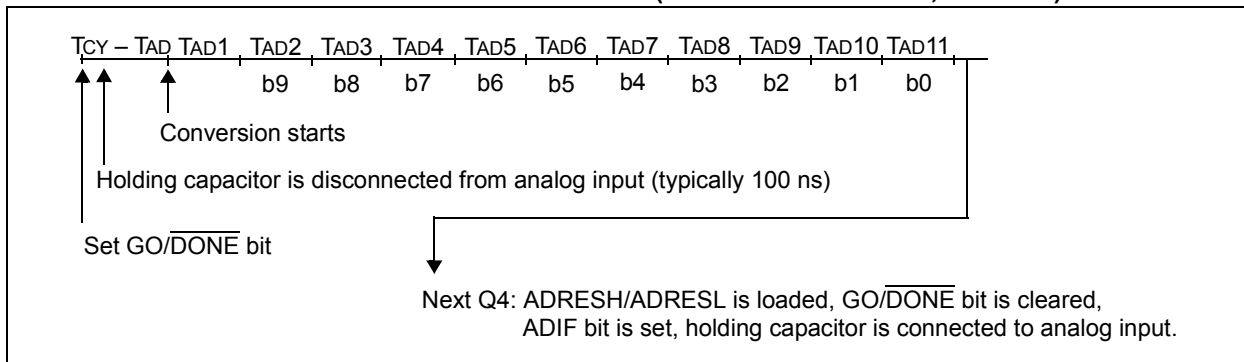 TCY – TAD TAD1 TAD2 TAD3 TAD4 TAD5 TAD6 TAD7 TAD8 TAD9 TAD10 TAD11
b9 b8 b7 b6 b5 b4 b3 b2 b1 b0
Conversion starts
Holding capacitor is disconnected from analog input (typically 100 ns)
Set GO/DONE bit
Next Q4: ADRESH/ADRESL is loaded, GO/DONE bit is cleared,
ADIF bit is set, holding capacitor is connected to analog input.